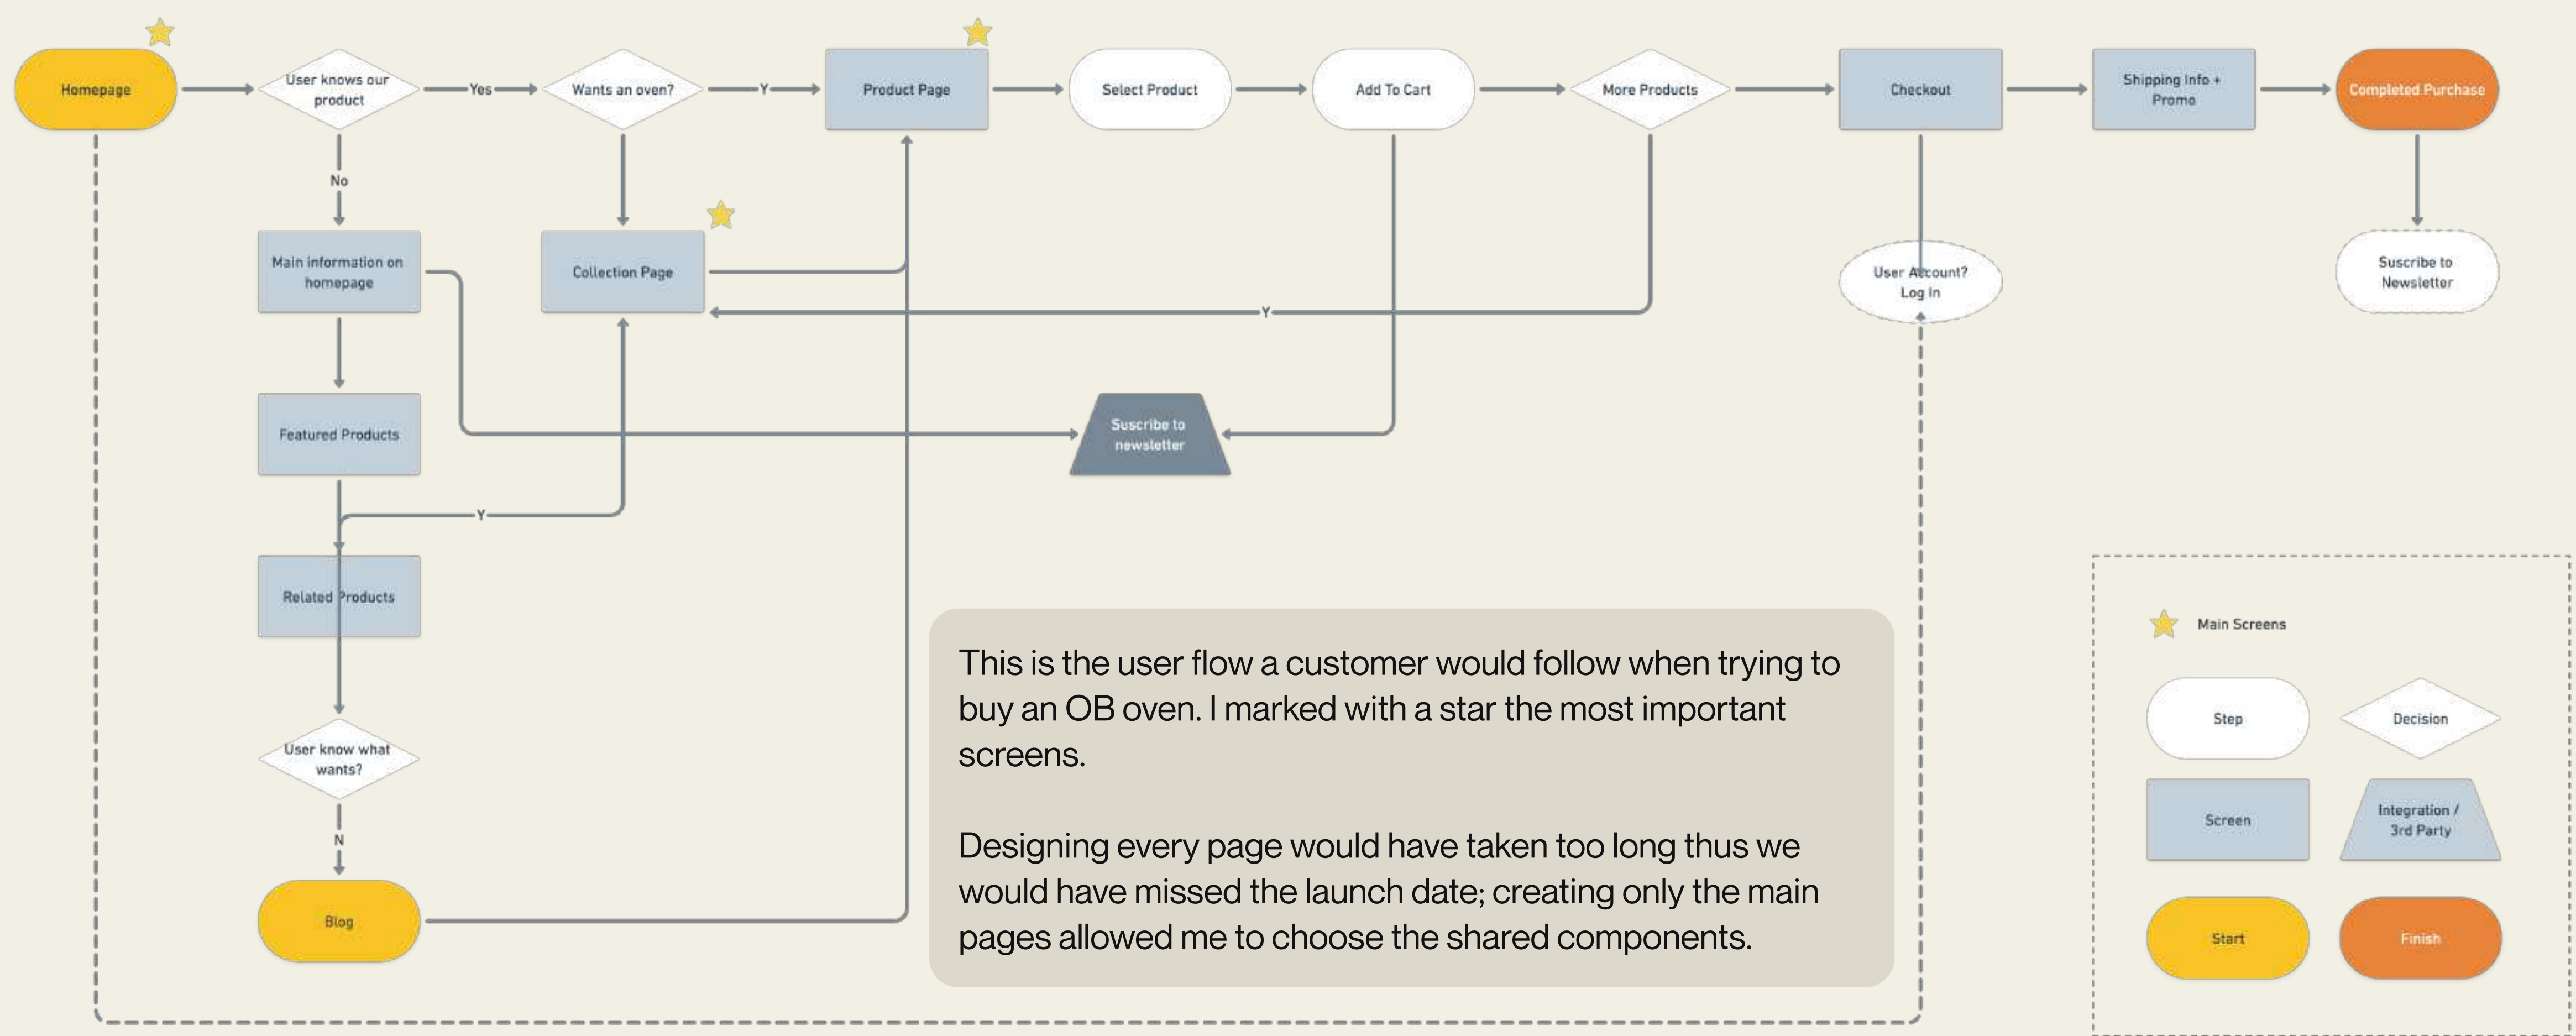 Homepage
User knows our
product
Yes
Wants an oven?
Y
Product Page
Select Product
Add To Cart
More Products
Checkout
Shipping Info +
Promo
Completed Purchase
No
Main information on
homepage
Collection Page
User Account?
Log In
Suscribe to
Newsletter
Y
Featured Products
Suscribe to
newsletter
Y
Related Products
User know what
wants?
N
Blog
This is the user flow a customer would follow when trying to
buy an OB oven. I marked with a star the most important
screens.
Designing every page would have taken too long thus we
would have missed the launch date; creating only the main
pages allowed me to choose the shared components.
Main Screens
Step
Decision
Screen
Integration /
3rd Party
Start
Finish